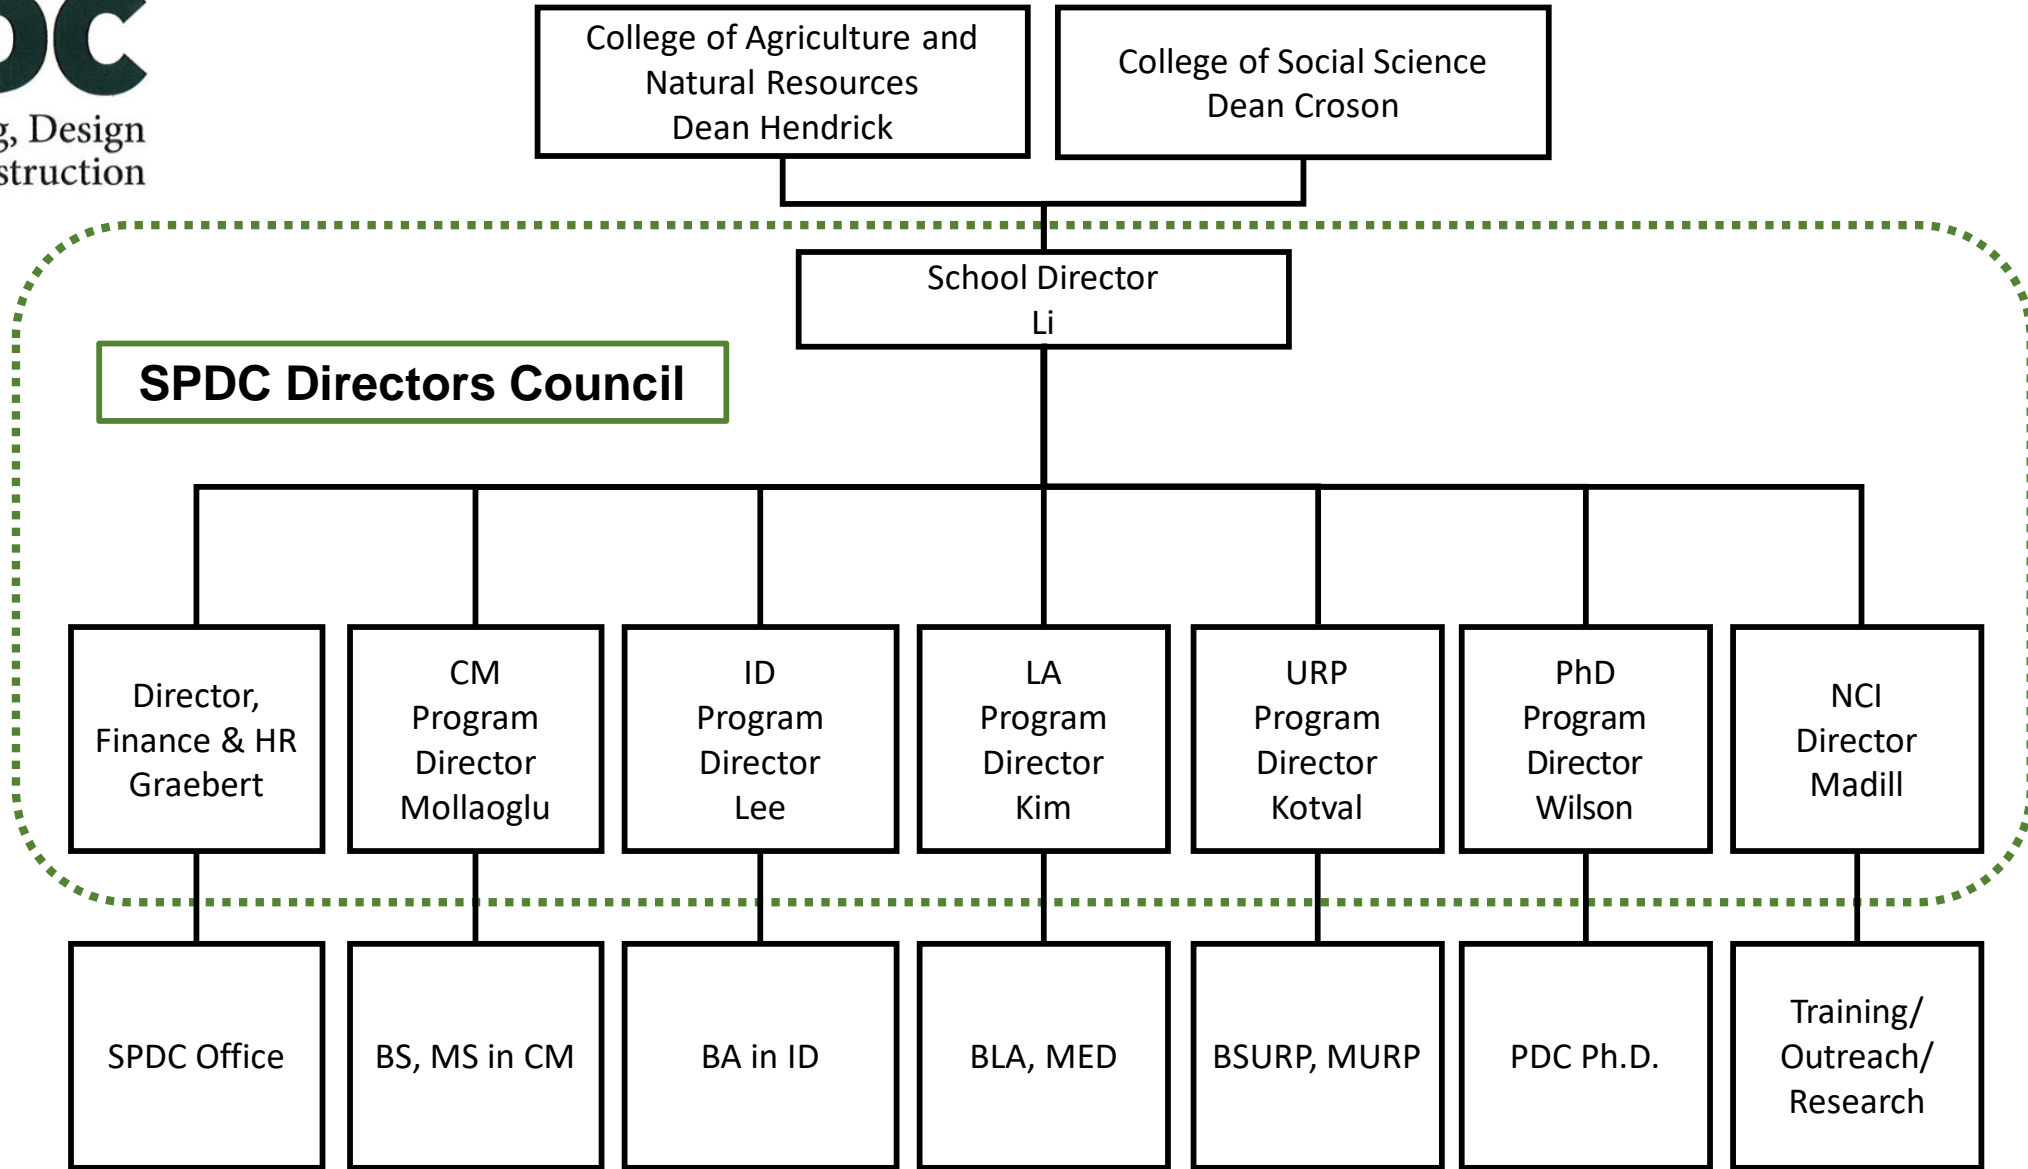 DC
Design
College of Agriculture and
Natural Resources
Dean Hendrick
College of Social Science
Dean Croson
School Director
Li
SPDC Directors Council
Director,
Finance & HR
Graebert
CM
Program
Director
Mollaoglu
ID
Program
Director
Lee
LA
Program
Director
Kim
URP
Program
Director
Kotval
PhD
Program
Director
Wilson
NCI
Director
Madill
SPDC Office
BS, MS in CM
BA in ID
BLA, MED
BSURP, MURP
PDC Ph.D.
Training/
Outreach/
Research